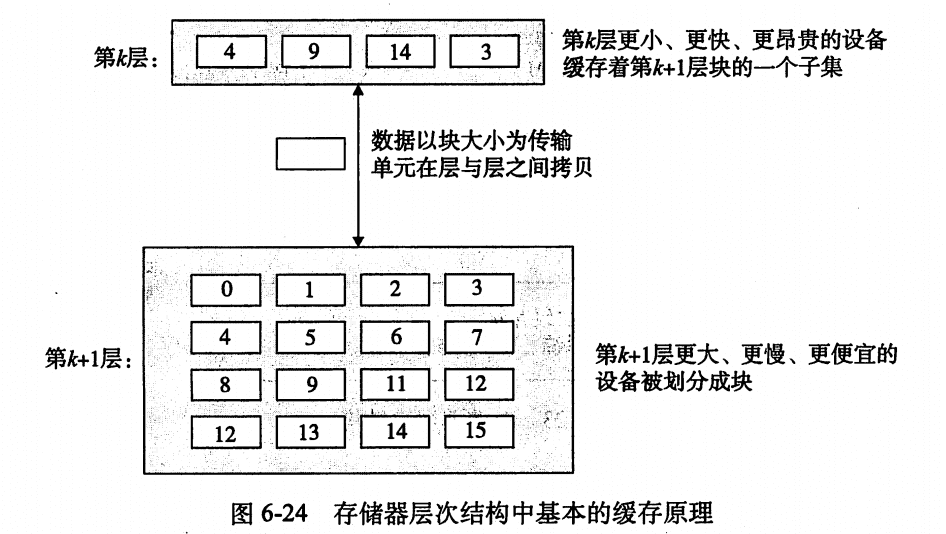 第k层：
4 9 14 3
第k层更小、更快、更昂贵的设备
缓存着第k+1层块的一个子集
数据以块大小为传输
单元在层与层之间拷贝
0 1 2 3
4 5 6 7
第k+1层：
8 9 11 12
12 13 14 15
第k+1层更大、更慢、更便宜的
设备被划分成块
图 6-24 存储器层次结构中基本的缓存原理